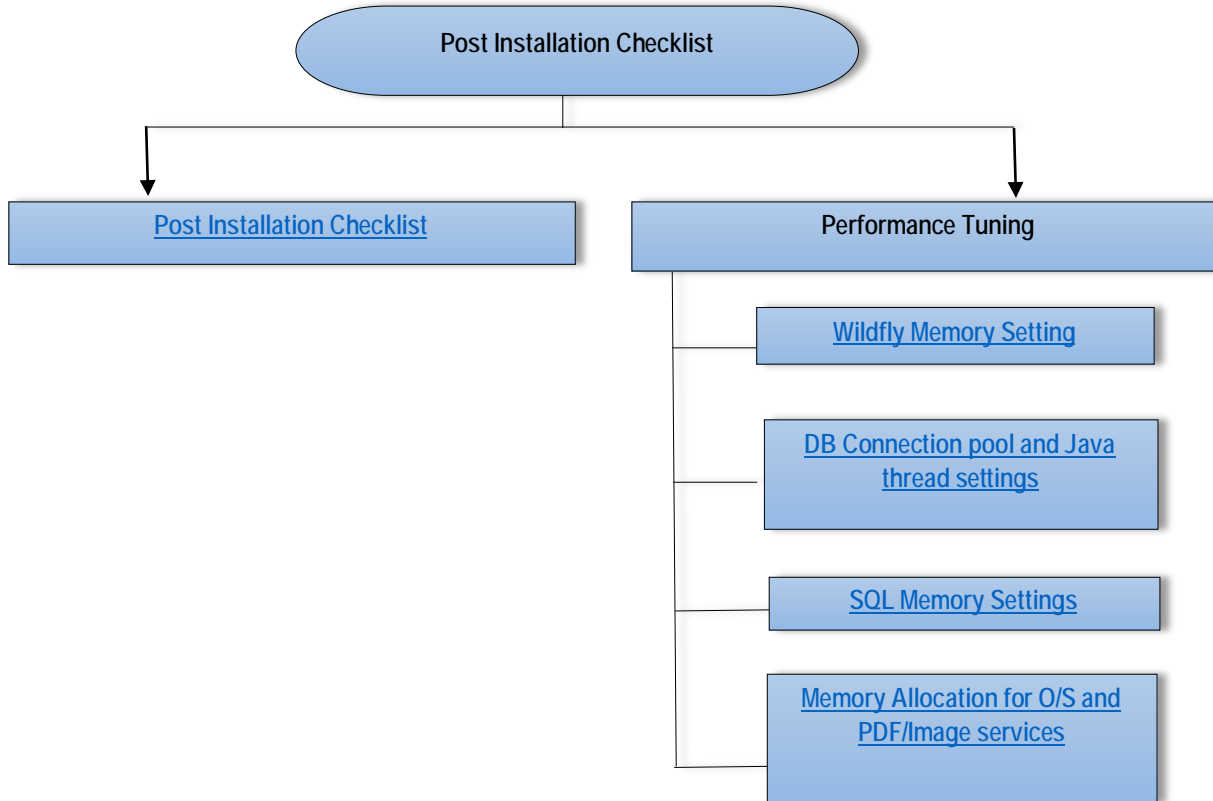 Post Installation Checklist
Post Installation Checklist
Performance Tuning
Wildfly Memory Setting
DB Connection pool and Java
thread settings
SQL Memory Settings
Memory Allocation for O/S and
PDF/Image services